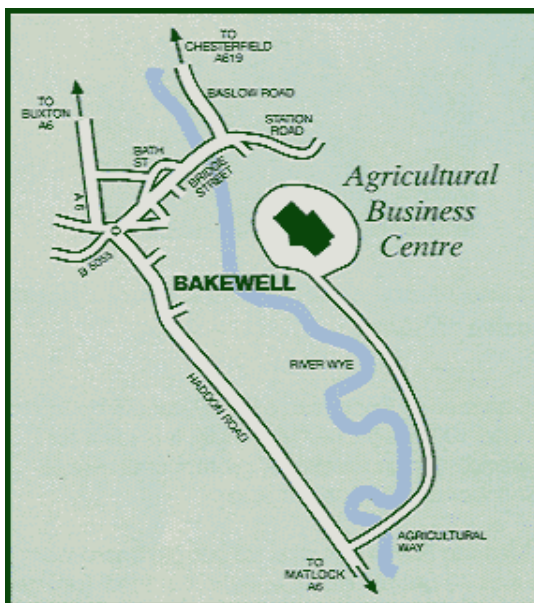 TO
CHESTERFIELD
A619
BASLOW ROAD
STATION
ROAD
TO
BUXTON
A6
BATH
ST
BRIDGE
STREET
A 6
B 5055
Agricultural
Business
Centre
BAKEWELL
RIVER WYE
HADDON ROAD
AGRICULTURAL
WAY
TO
MATLOCK
A6